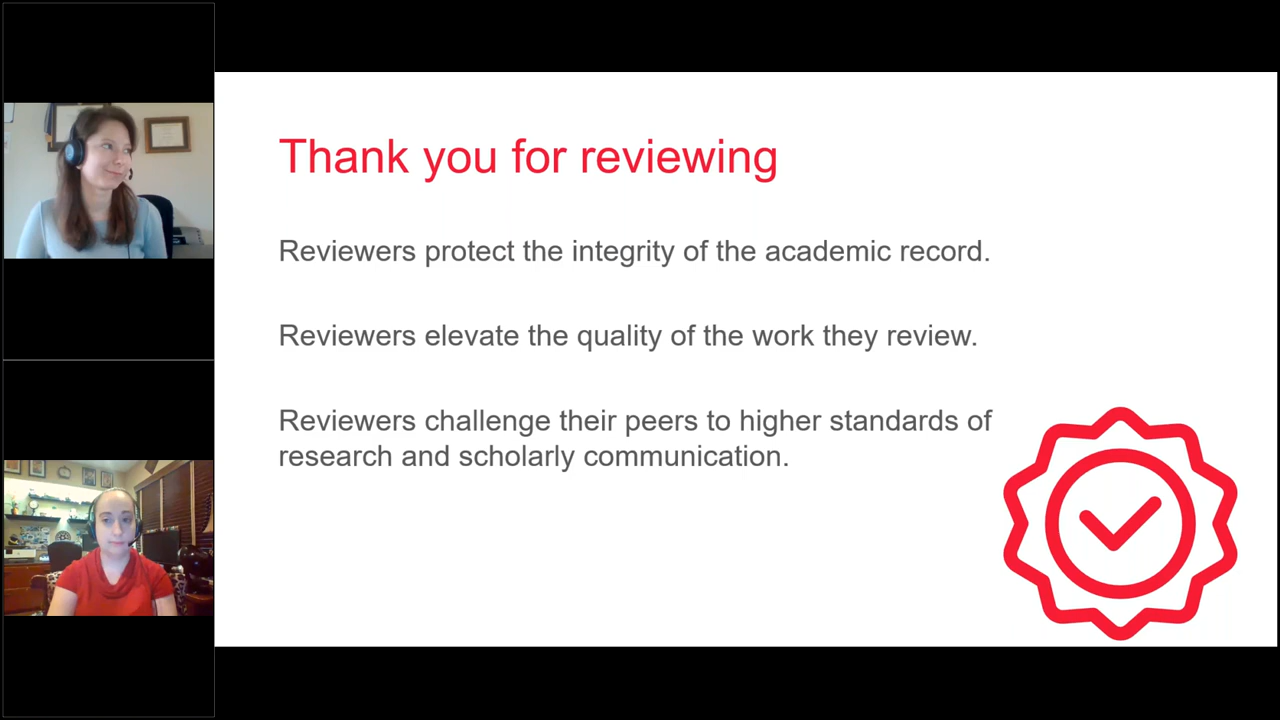 Thank you for reviewing
Reviewers protect the integrity of the academic record.
Reviewers elevate the quality of the work they review.
Reviewers challenge their peers to higher standards of
research and scholarly communication.